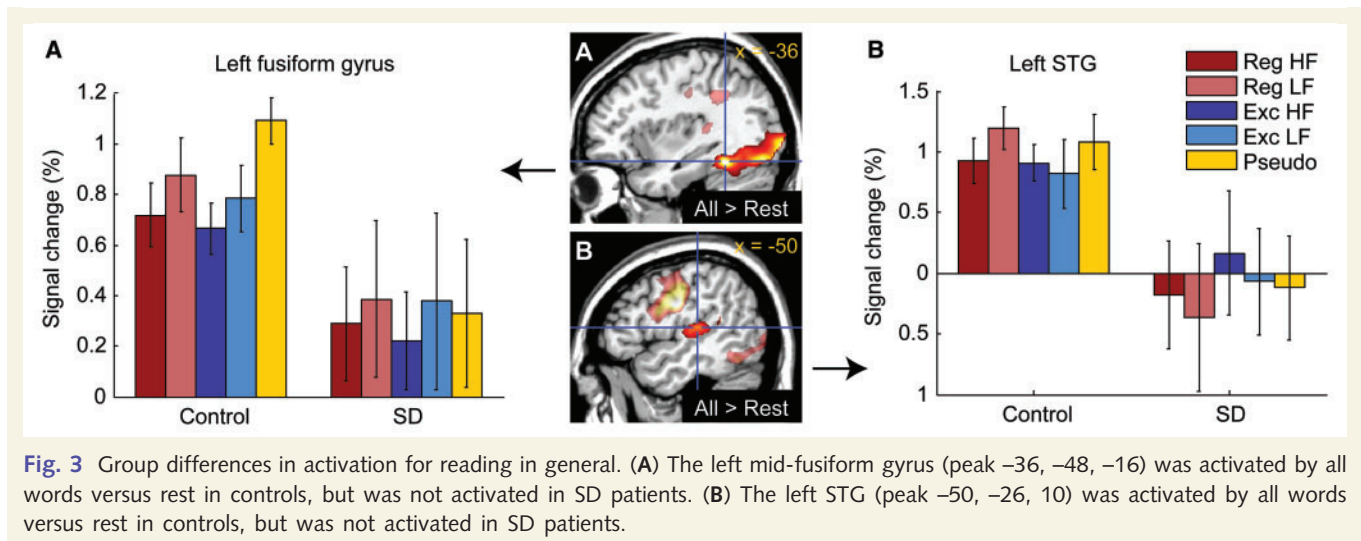 A
Left fusiform gyrus
Signal change (%)
1.2
1
0.8
0.6
0.4
0.2
0
Control SD
A
x = -36
All > Rest
B
x = -50
All > Rest
B
Left STG
Reg HF
Reg LF
Exc HF
Exc LF
Pseudo
Signal change (%)
1.5
1
0.5
0
0.5
1
Control SD
Fig. 3 Group differences in activation for reading in general. (A) The left mid-fusiform gyrus (peak –36, –48, –16) was activated by all
words versus rest in controls, but was not activated in SD patients. (B) The left STG (peak –50, –26, 10) was activated by all words
versus rest in controls, but was not activated in SD patients.